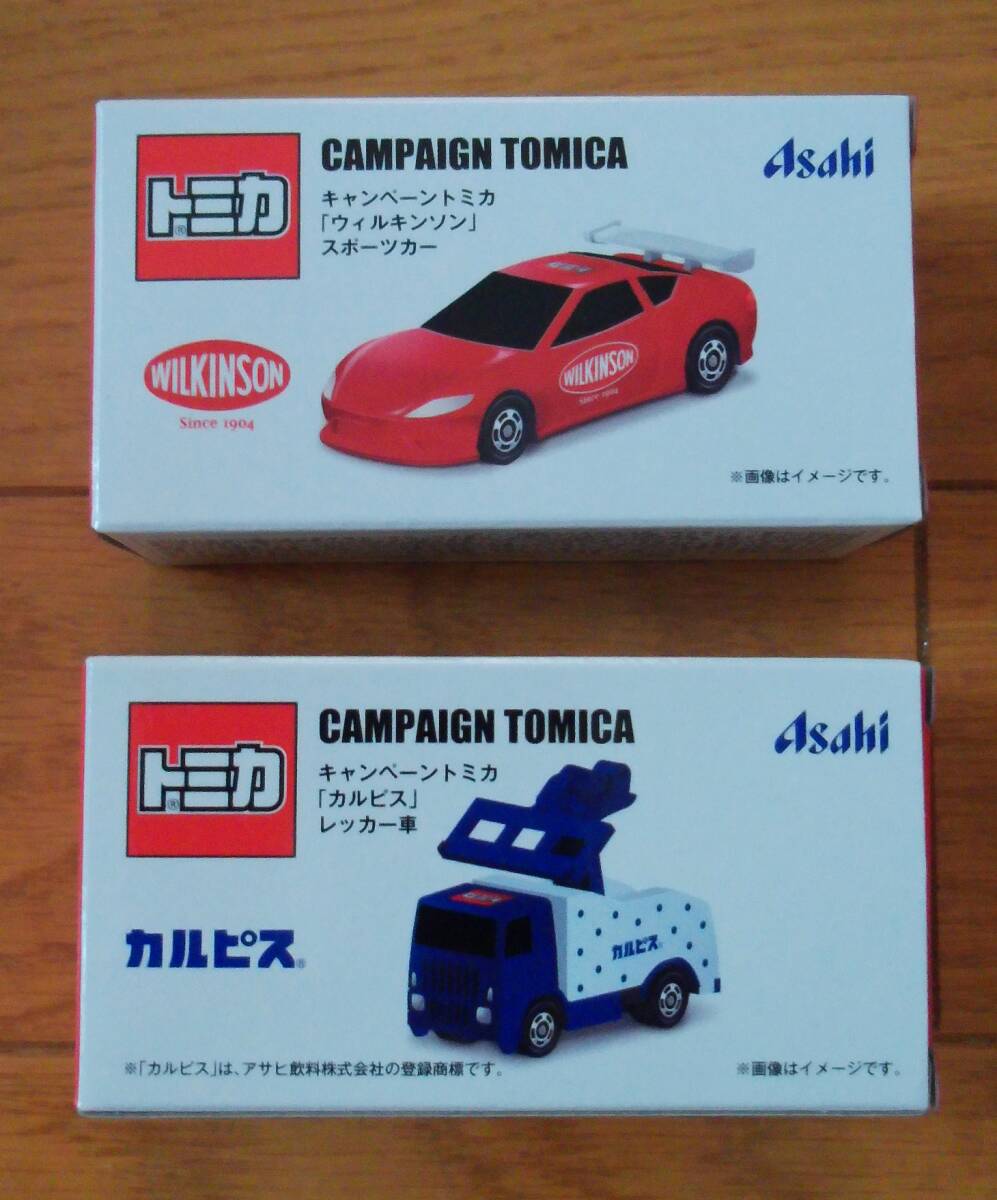 トミカ®
CAMPAIGN TOMICA
Asahi
キャンペーントミカ
「ウィルキンソン」
スポーツカー
WILKINSON
Since 1904
WILKINSON
Since 1904
※画像はイメージです。
トミカ®
CAMPAIGN TOMICA
Asahi
キャンペーントミカ
「カルピス」
レッカー車
カルピス®
カルピス®
※「カルピス」は、アサヒ飲料株式会社の登録商標です。
※画像はイメージです。